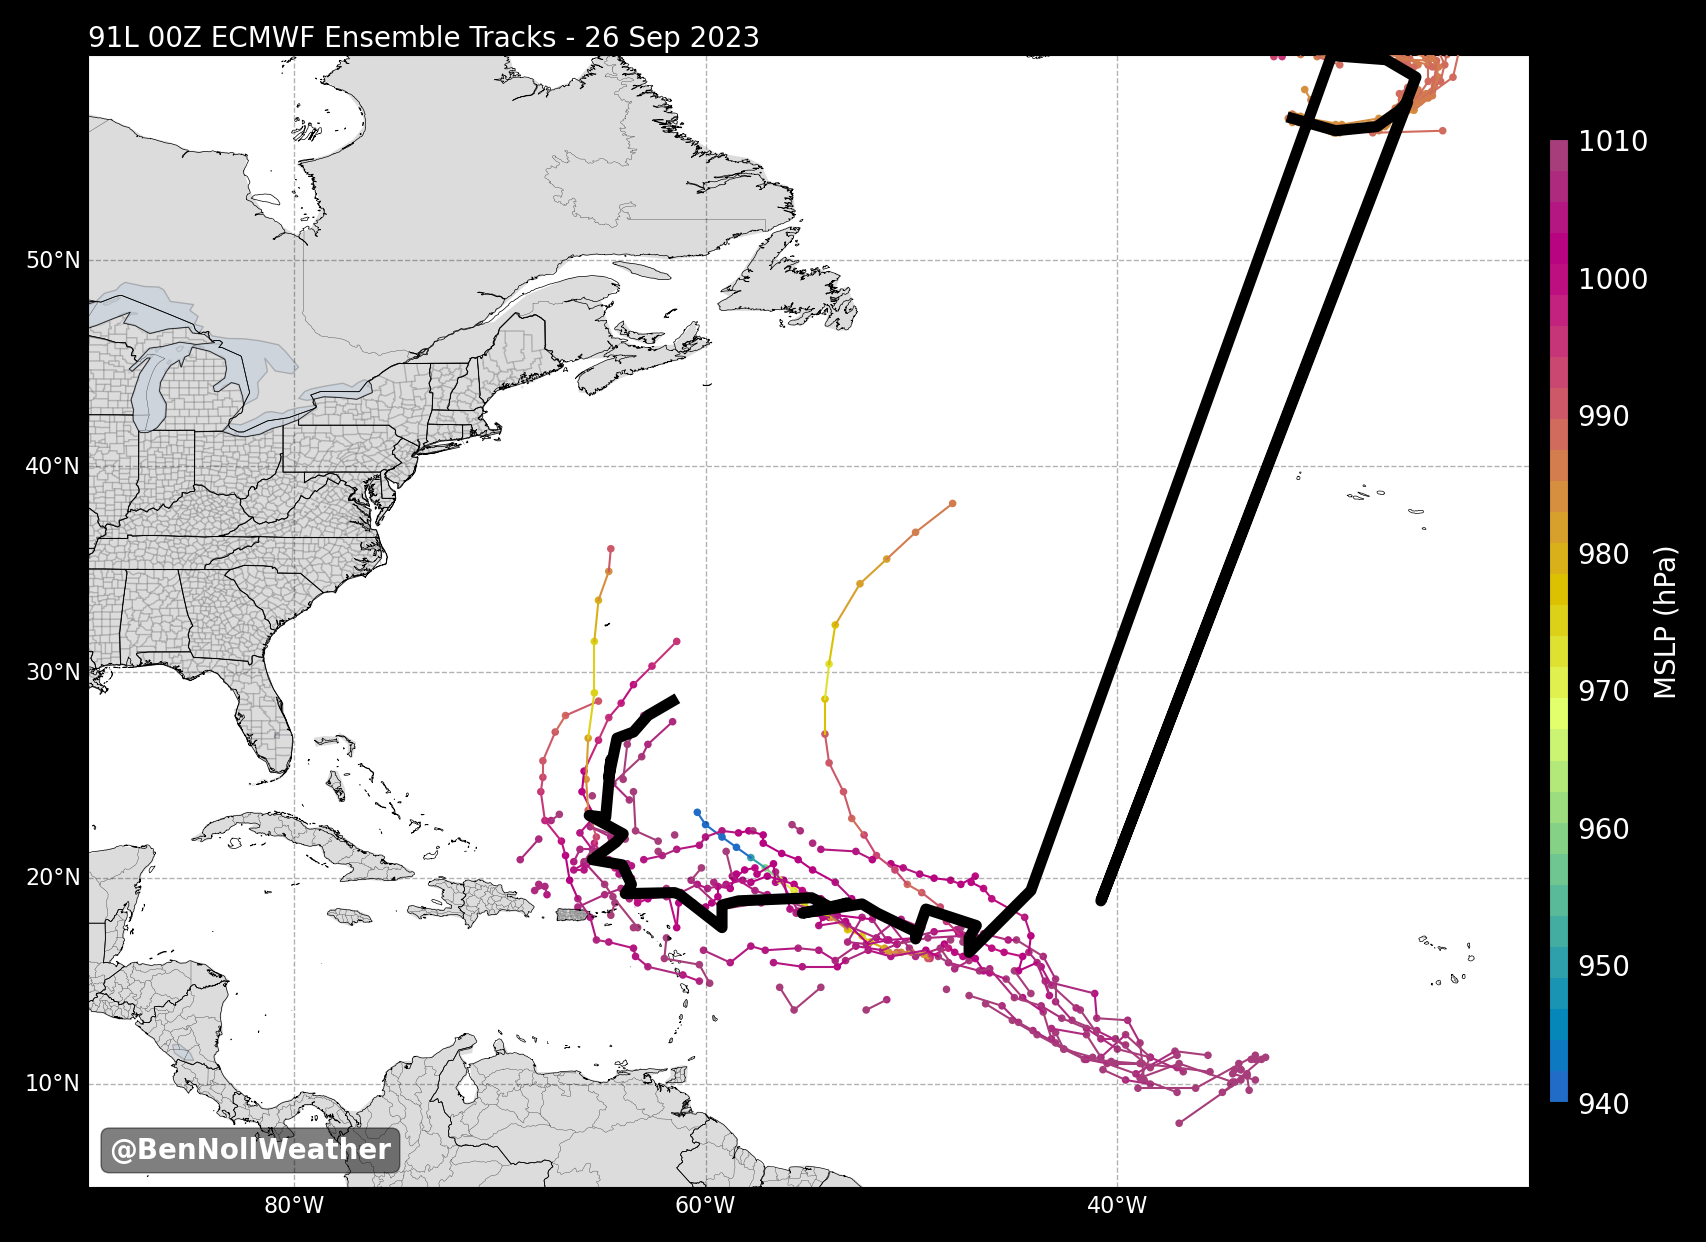 91L 00Z ECMWF Ensemble Tracks - 26 Sep 2023
50°N
40°N
30°N
20°N
10°N
80°W
60°W
40°W
1010
1000
990
980
970
960
950
940
MSLP (hPa)
@BenNollWeather